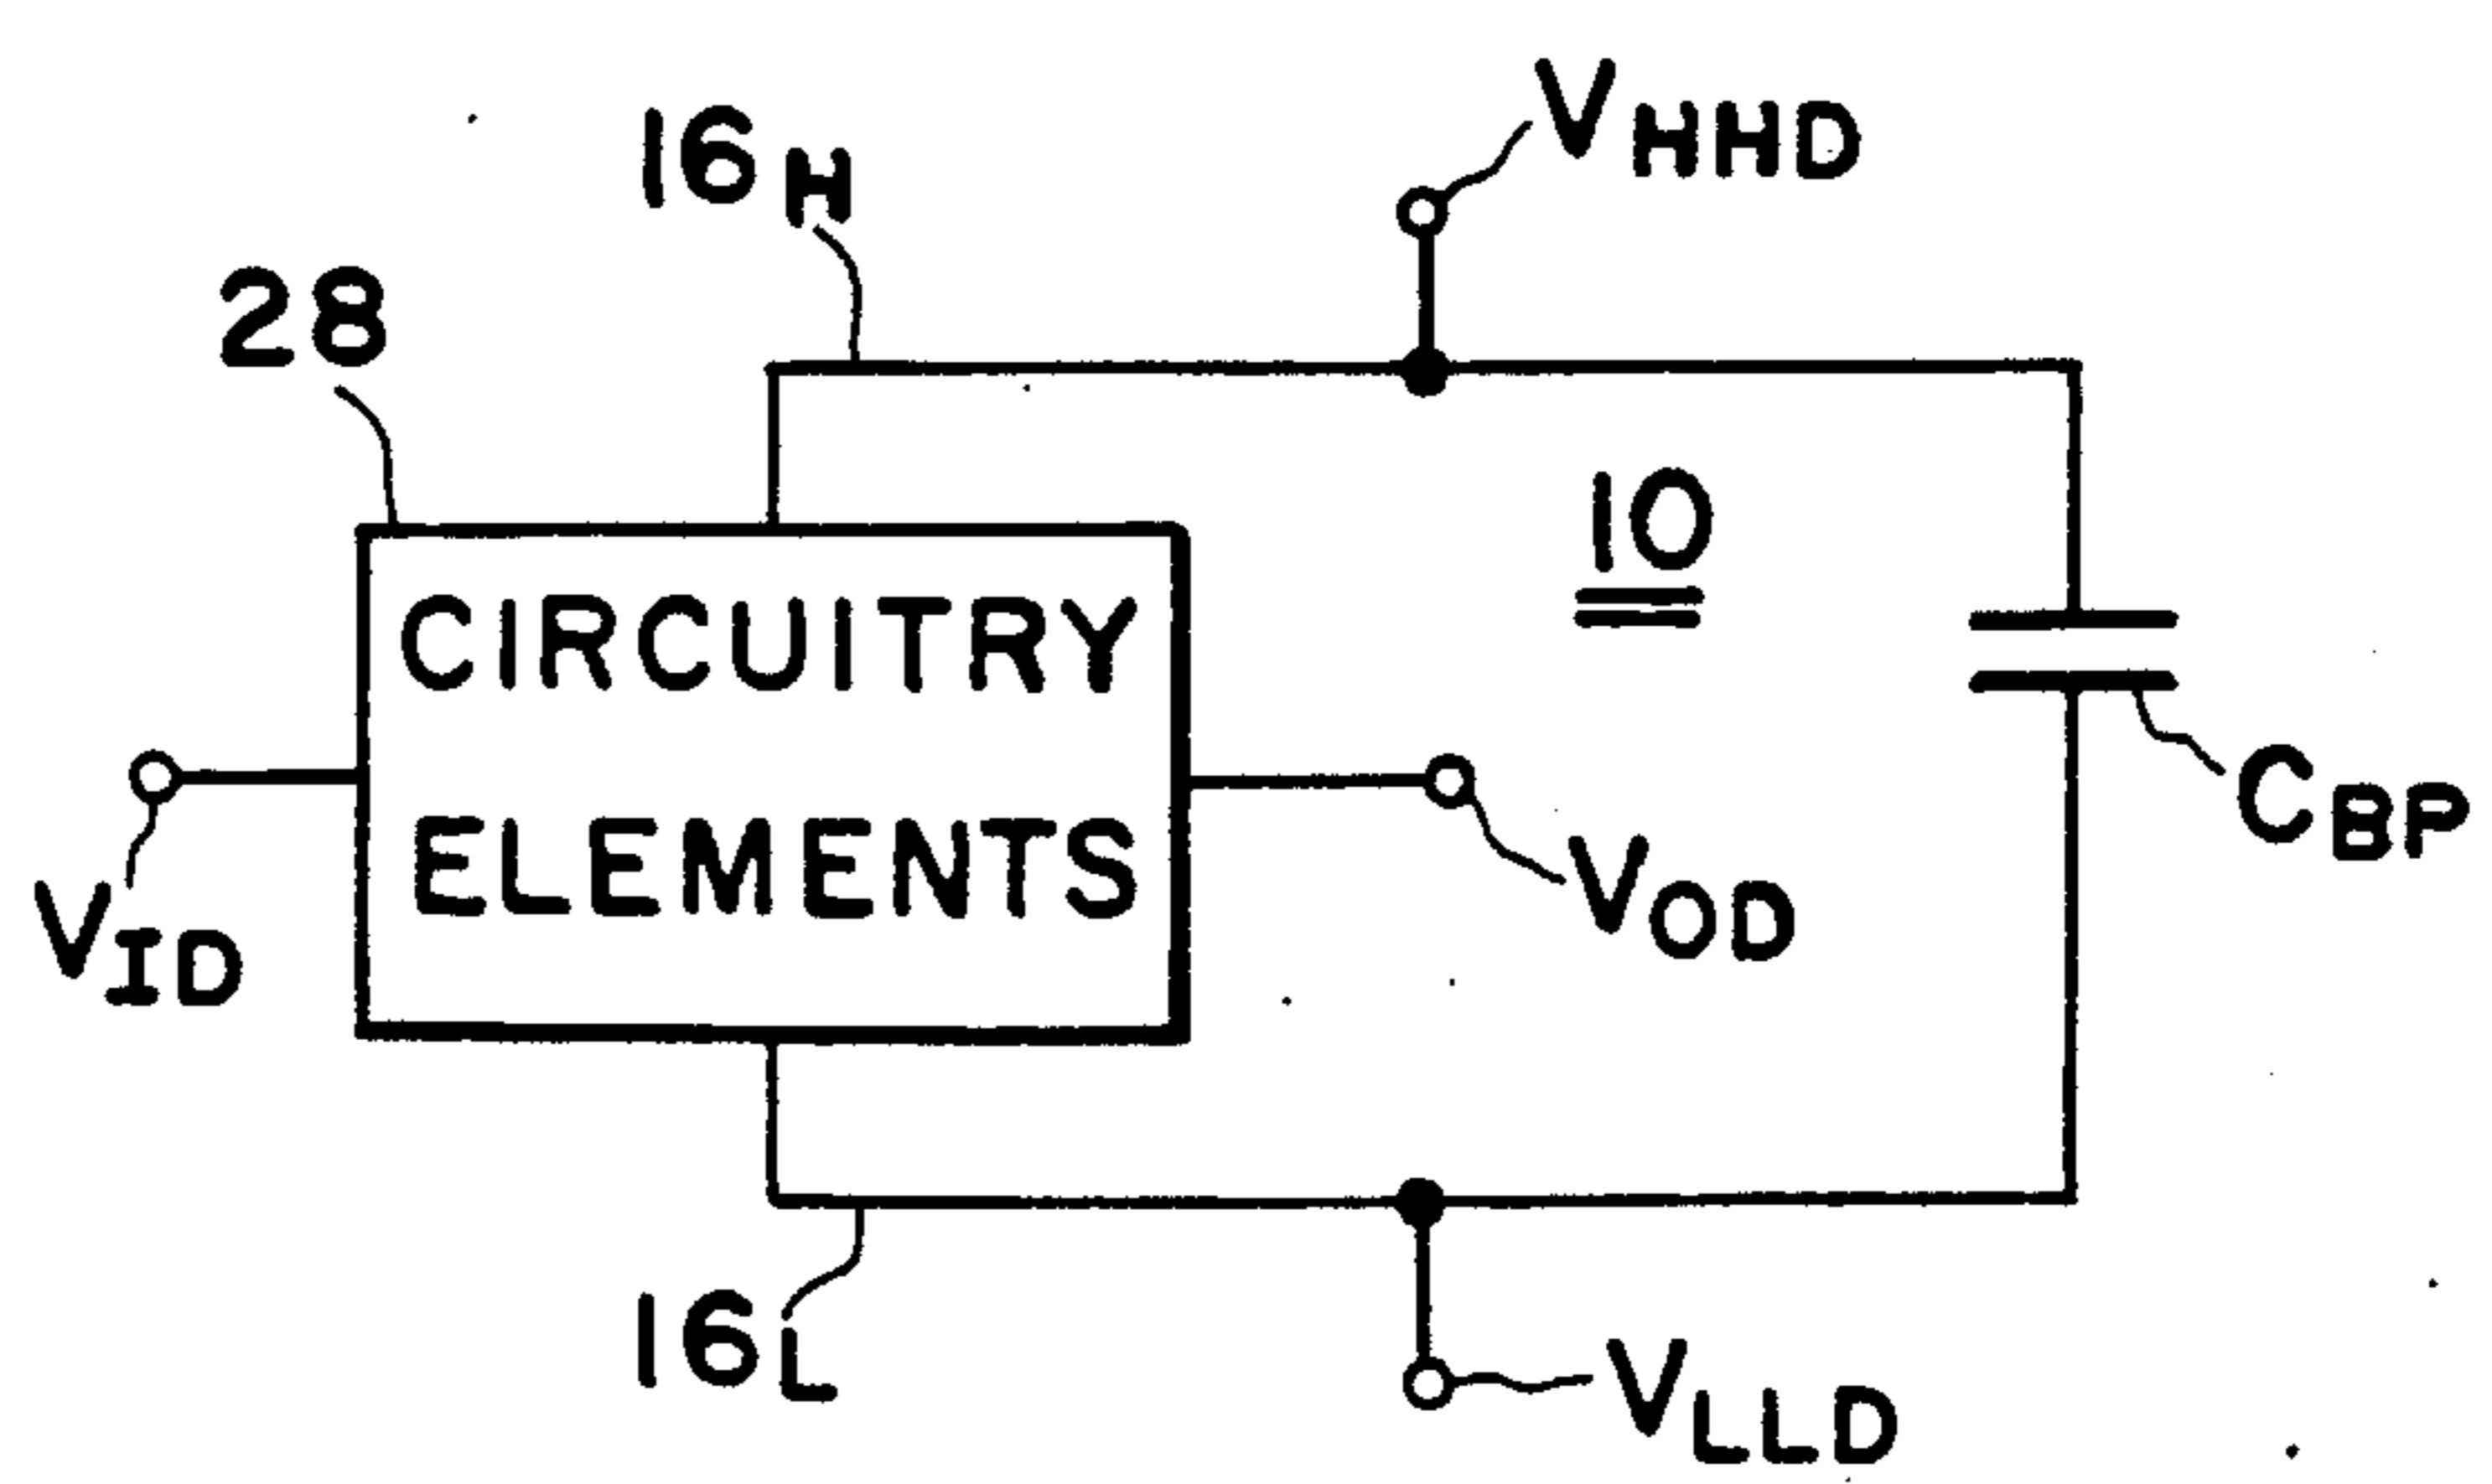 16H
VHHD
28
10
CIRCUITRY
ELEMENTS
CBP
VID
VOD
16L
VLLD